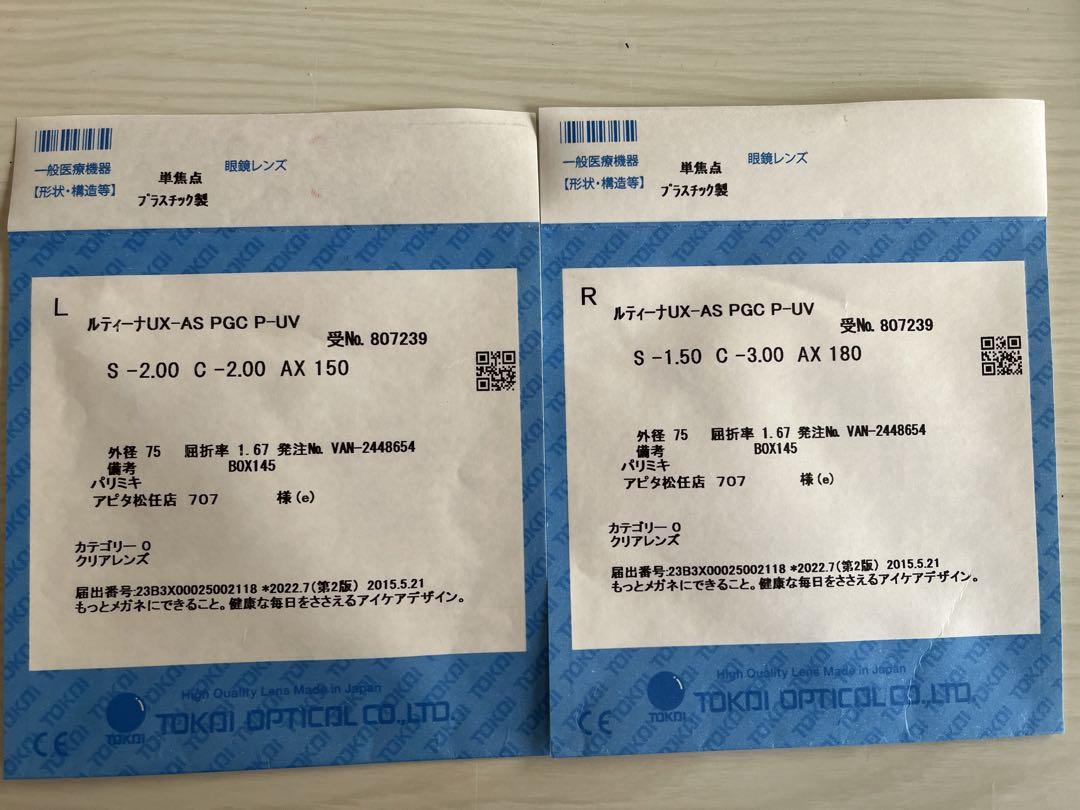 一般医療機器
【形状・構造等】
単焦点
プラスチック製
眼鏡レンズ
L
ルティーナUX-AS PGC P-UV
受No. 807239
S -2.00 C -2.00 AX 150
外径 75 屈折率 1.67 発注No. VAN-2448654
備考 BOX145
パリミキ
アピタ松任店 707 様(e)
カテゴリー 0
クリアレンズ
届出番号:23B3X00025002118 *2022.7(第2版) 2015.5.21
もっとメガネにできること。健康な毎日をささえるアイケアデザイン。
High Quality Lens Made in Japan
TOKAI
TOKAI OPTICAL CO.,LTD.
CE
一般医療機器
【形状・構造等】
単焦点
プラスチック製
眼鏡レンズ
R
ルティーナUX-AS PGC P-UV
受No. 807239
S -1.50 C -3.00 AX 180
外径 75 屈折率 1.67 発注No. VAN-2448654
備考 BOX145
パリミキ
アピタ松任店 707 様(e)
カテゴリー 0
クリアレンズ
届出番号:23B3X00025002118 *2022.7(第2版) 2015.5.21
もっとメガネにできること。健康な毎日をささえるアイケアデザイン。
High Quality Lens Made in Japan
TOKAI
TOKAI OPTICAL CO.,LTD.
CE